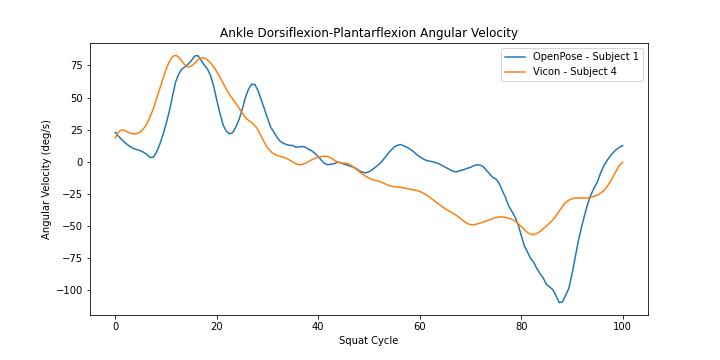 Ankle Dorsiflexion-Plantarflexion Angular Velocity
OpenPose - Subject 1
Vicon - Subject 4
Angular Velocity (deg/s)
75
50
25
0
−25
−50
−75
−100
0 20 40 60 80 100
Squat Cycle